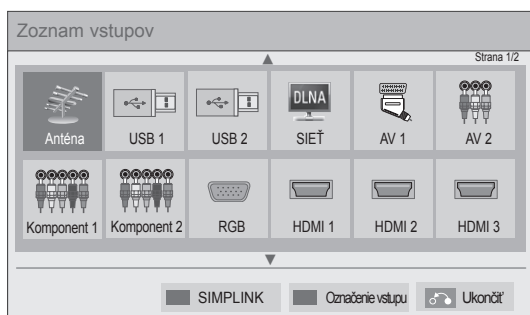 Zoznam vstupov
Strana 1/2
Anténa USB 1 USB 2 DLNA SIEŤ AV 1 AV 2
Komponent 1 Komponent 2 RGB HDMI 1 HDMI 2 HDMI 3
SIMPLINK Označenie vstupu Ukončiť